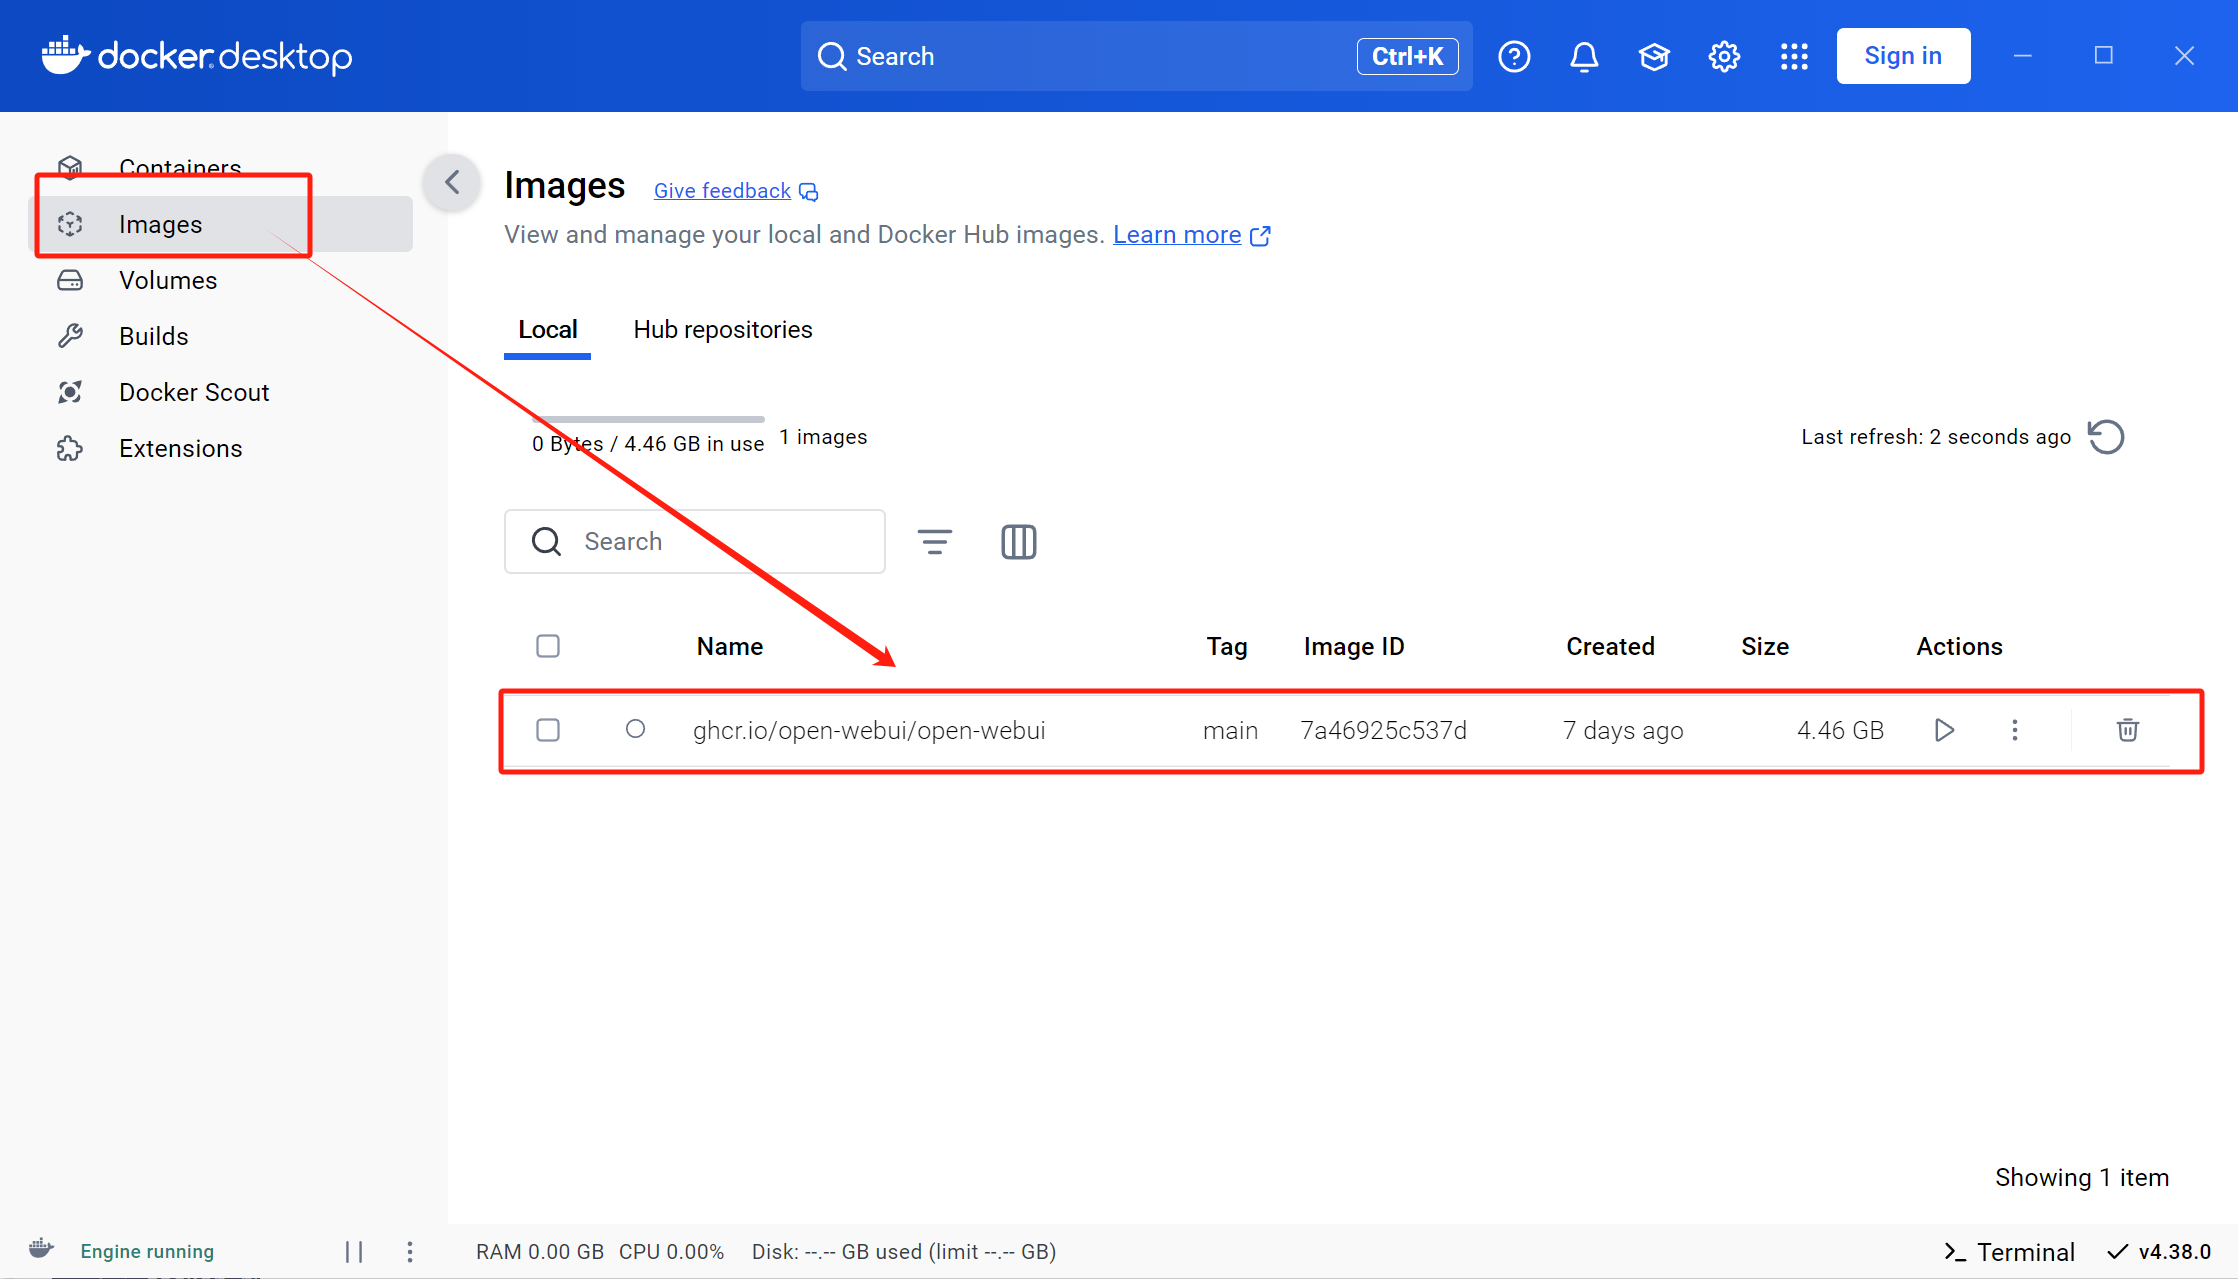 docker desktop
Search
Ctrl+K
Sign in
Containers
Images
Volumes
Builds
Docker Scout
Extensions
Images Give feedback
View and manage your local and Docker Hub images. Learn more
Local Hub repositories
0 Bytes / 4.46 GB in use 1 images
Last refresh: 2 seconds ago
Search
Name Tag Image ID Created Size Actions
ghcr.io/open-webui/open-webui main 7a46925c537d 7 days ago 4.46 GB
Showing 1 item
Engine running
RAM 0.00 GB CPU 0.00% Disk: --.-- GB used (limit --.-- GB)
Terminal v4.38.0